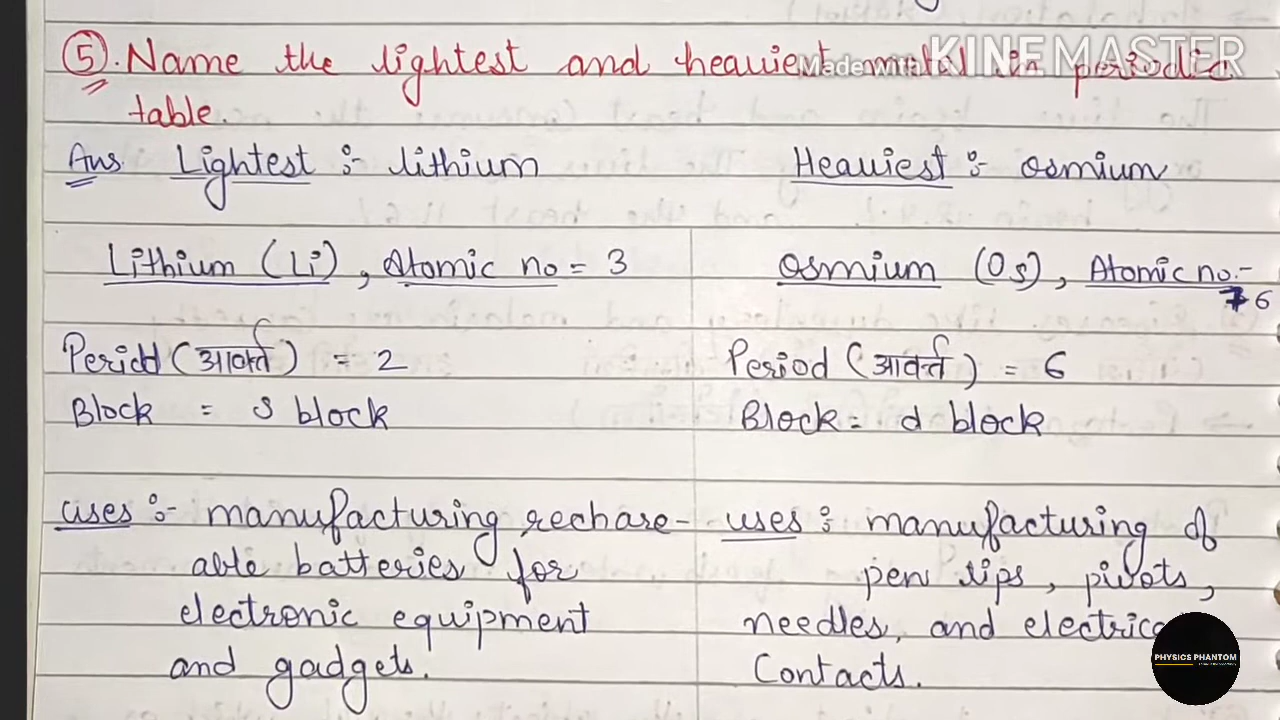 ⑤. Name the lightest and heaviest metal in periodic
Made with KINEMASTER
table.
Ans. Lightest :- lithium Heaviest :- osmium
Lithium (Li), Atomic no = 3 Osmium (Os), Atomic no.-
76
Period (आवर्त) = 2 Period (आवर्त) = 6
Block = s block Block = d block
uses :- manufacturing rechare- uses : manufacturing of
able batteries for pen tips, pivots,
electronic equipment needles, and electrica
and gadgets. Contacts.
PHYSICS PHANTOM